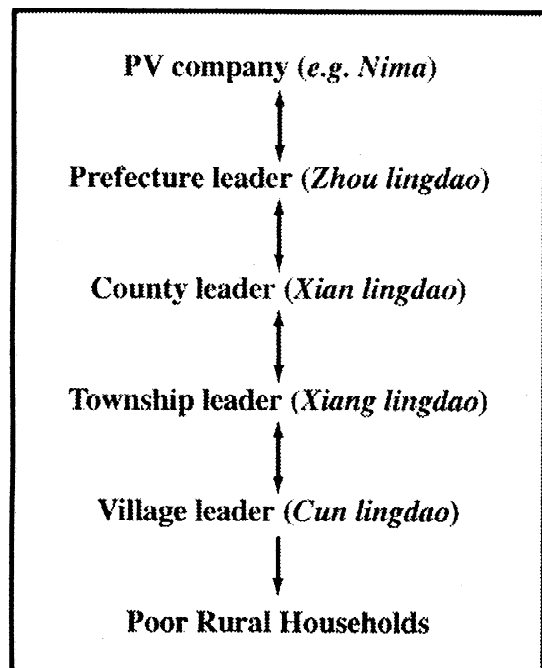 PV company (e.g. Nima)
Prefecture leader (Zhou lingdao)
County leader (Xian lingdao)
Township leader (Xiang lingdao)
Village leader (Cun lingdao)
Poor Rural Households